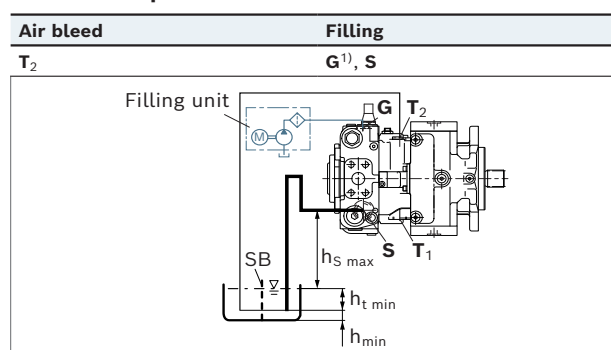 Air bleed Filling
T2 G1), S
Filling unit
G T2
M
SB
S T1
hS max
ht min
hmin